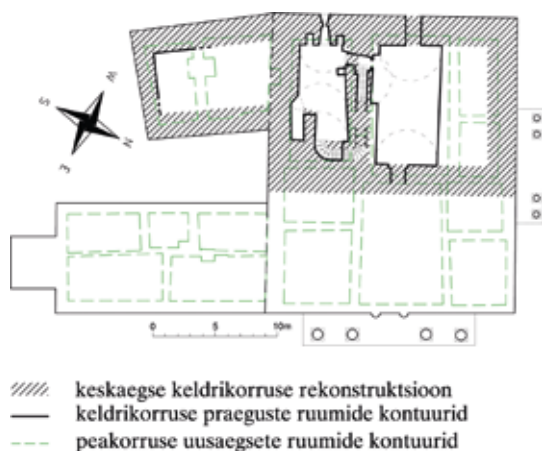 W
S
N
E
0 5 10m
keskaegse keldrikorruse rekonstruktsioon
keldrikorruse praeguste ruumide kontuurid
peakorruse uusaegsete ruumide kontuurid